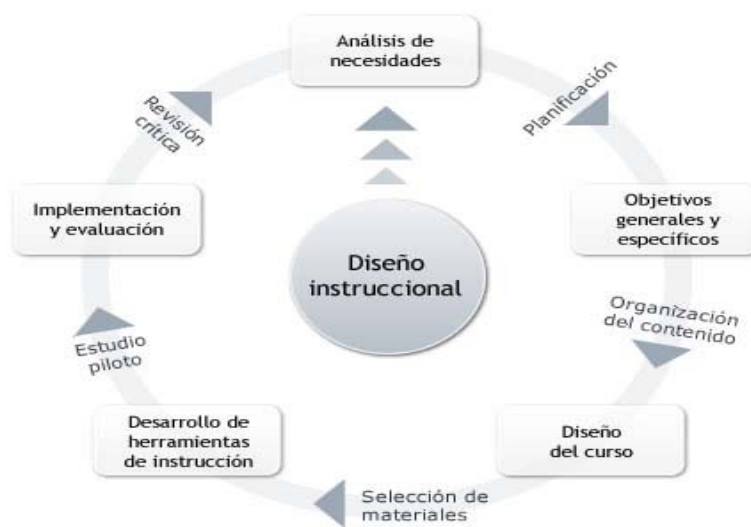 Análisis de
necesidades
Planificación
Objetivos
generales y
específicos
Organización
del contenido
Diseño
del curso
Selección de
materiales
Desarrollo de
herramientas
de instrucción
Estudio
piloto
Implementación
y evaluación
Revisión
crítica
Diseño
instruccional